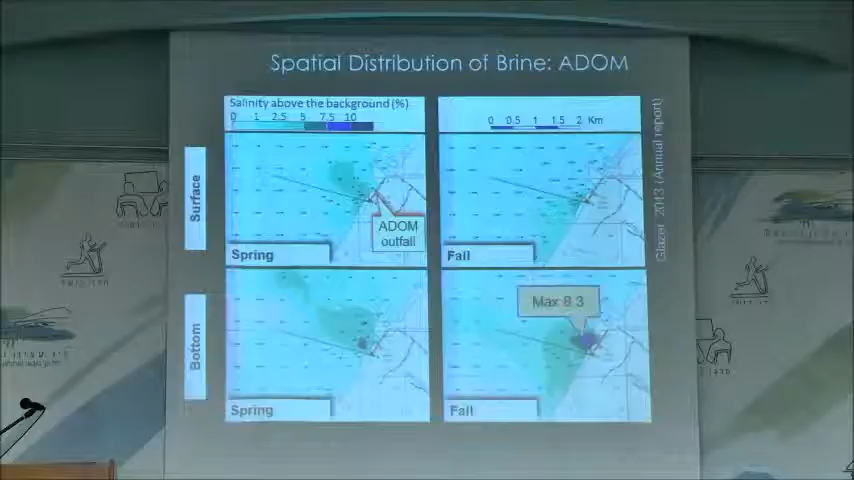 Spatial Distribution of Brine: ADOM
Salinity above the background (%)
0 1 2.5 5 7.5 10
0 0.5 1 1.5 2 Km
Glazer 2013 (Annual report)
Surface
ADOM
outfall
Spring
Fall
Bottom
Max 8.3
Spring
Fall